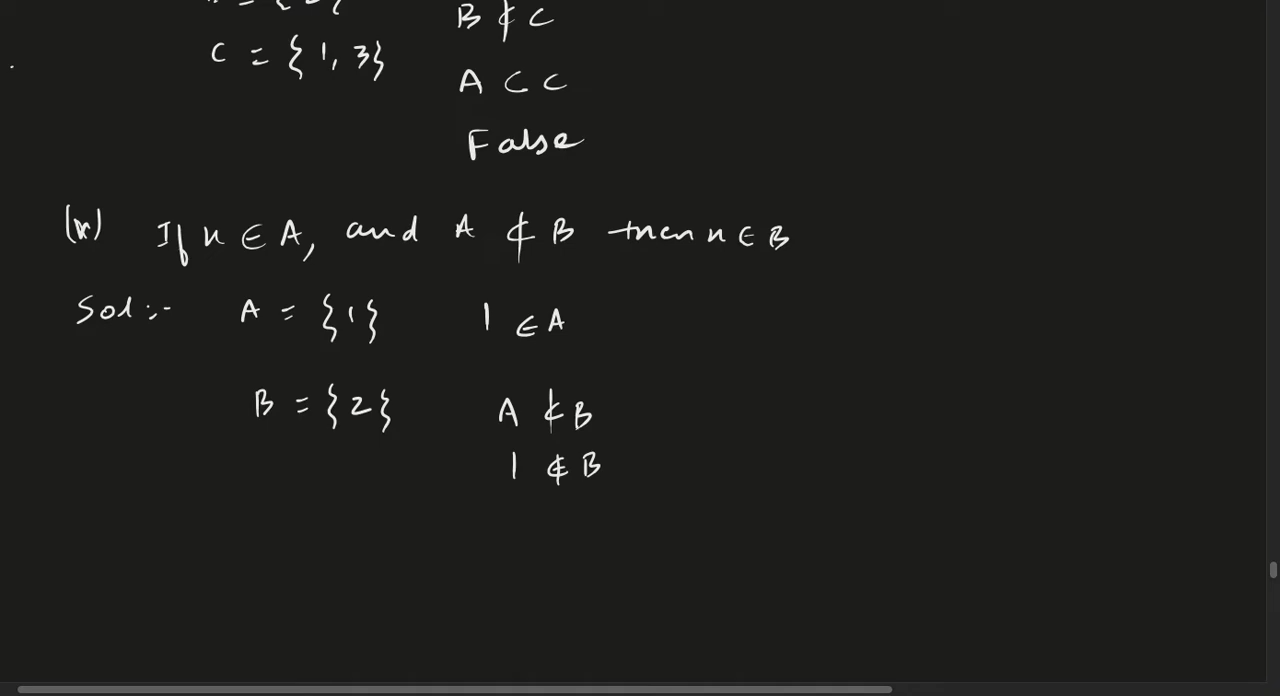 B ⊄ C
C = { 1, 3}
A ⊂ C
False
If x ∈ A, and A ⊄ B then x ∈ B
Sol :- A = {1} 1 ∈ A
B = {2} A ⊄ B
1 ∉ B